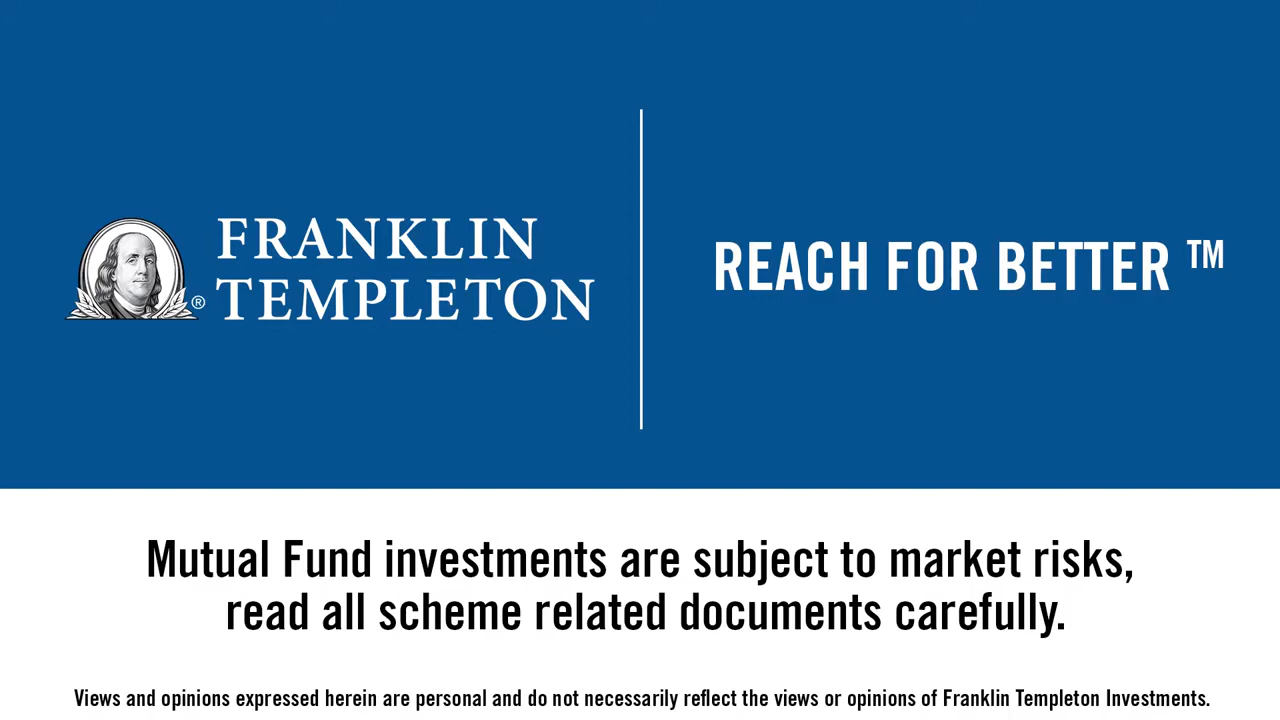 FRANKLIN
TEMPLETON
®
REACH FOR BETTER ™
Mutual Fund investments are subject to market risks,
read all scheme related documents carefully.
Views and opinions expressed herein are personal and do not necessarily reflect the views or opinions of Franklin Templeton Investments.